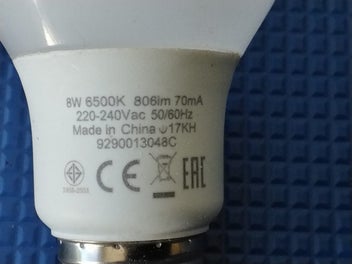 8W 6500K 806lm 70mA
220-240Vac 50/60Hz
Made in China 17KH
9290013048C
CE EAC